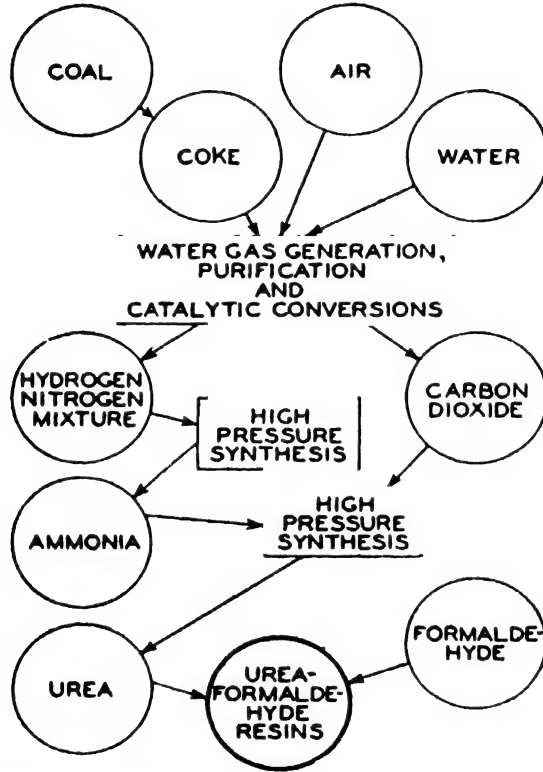 COAL
AIR
COKE
WATER
WATER GAS GENERATION,
PURIFICATION
AND
CATALYTIC CONVERSIONS
HYDROGEN
NITROGEN
MIXTURE
HIGH
PRESSURE
SYNTHESIS
CARBON
DIOXIDE
AMMONIA
HIGH
PRESSURE
SYNTHESIS
UREA
UREA-
FORMALDE-
HYDE
RESINS
FORMALDE-
HYDE